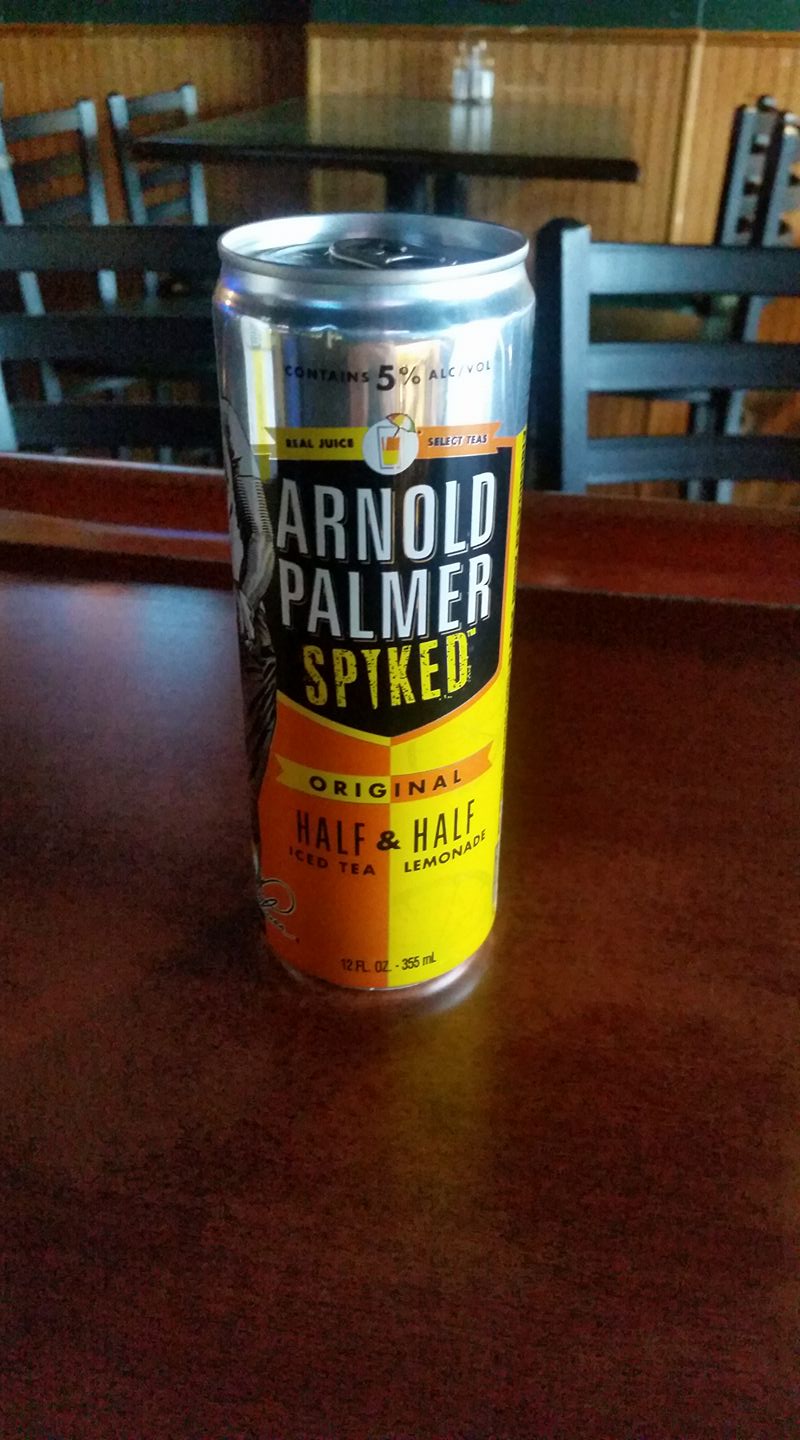 CONTAINS 5% ALC/VOL
REAL JUICE SELECT TEAS
ARNOLD
PALMER
SPIKED™
ORIGINAL
HALF & HALF
ICED TEA LEMONADE
12 FL. OZ. - 355 mL